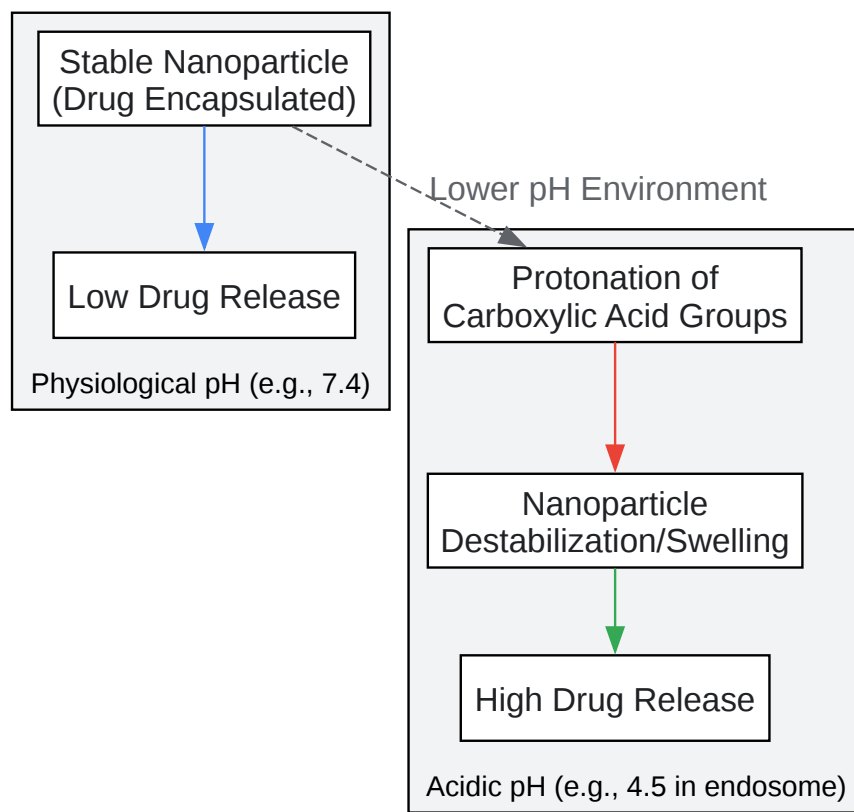 Stable Nanoparticle
(Drug Encapsulated)
Low Drug Release
Physiological pH (e.g., 7.4)
Lower pH Environment
Protonation of
Carboxylic Acid Groups
Nanoparticle
Destabilization/Swelling
High Drug Release
Acidic pH (e.g., 4.5 in endosome)